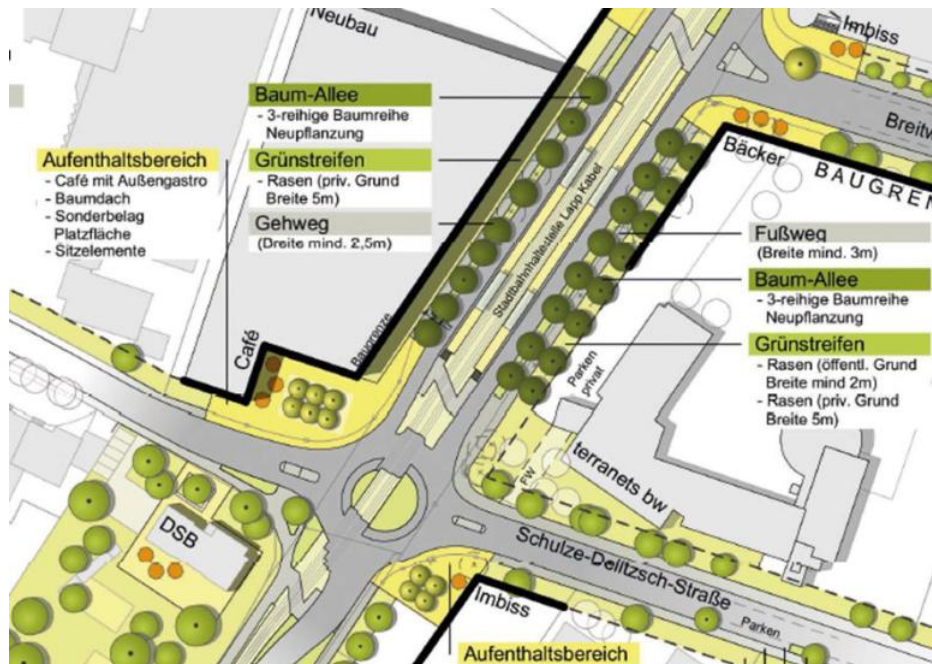 Neubau
Imbiss
Baum-Allee
- 3-reihige Baumreihe
Neupflanzung
Grünstreifen
- Rasen (priv. Grund
Breite 5m)
Gehweg
(Breite mind. 2,5m)
Aufenthaltsbereich
- Café mit Außengastro
- Baumdach
- Sonderbelag
Platzfläche
- Sitzelemente
Café
Baugrenze
Stadtbahnhaltestelle Lapp Kabel
Breitw
Bäcker
BAUGREN
Fußweg
(Breite mind. 3m)
Baum-Allee
- 3-reihige Baumreihe
Neupflanzung
Grünstreifen
- Rasen (öffentl. Grund
Breite mind 2m)
- Rasen (priv. Grund
Breite 5m)
Parken
privat
FW
terranets bw
DSB
Schulze-Delitzsch-Straße
Parken
Imbiss
Aufenthaltsbereich